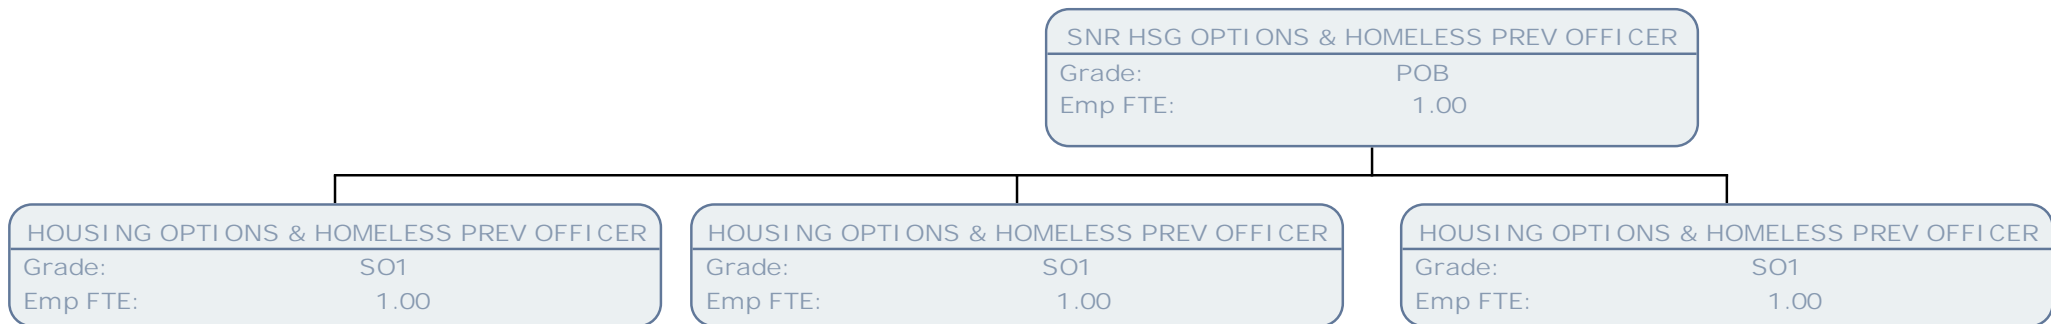 SNR HSG OPTIONS & HOMELESS PREV OFFICER
Grade: POB
Emp FTE: 1.00
HOUSING OPTIONS & HOMELESS PREV OFFICER
Grade: SO1
Emp FTE: 1.00
HOUSING OPTIONS & HOMELESS PREV OFFICER
Grade: SO1
Emp FTE: 1.00
HOUSING OPTIONS & HOMELESS PREV OFFICER
Grade: SO1
Emp FTE: 1.00